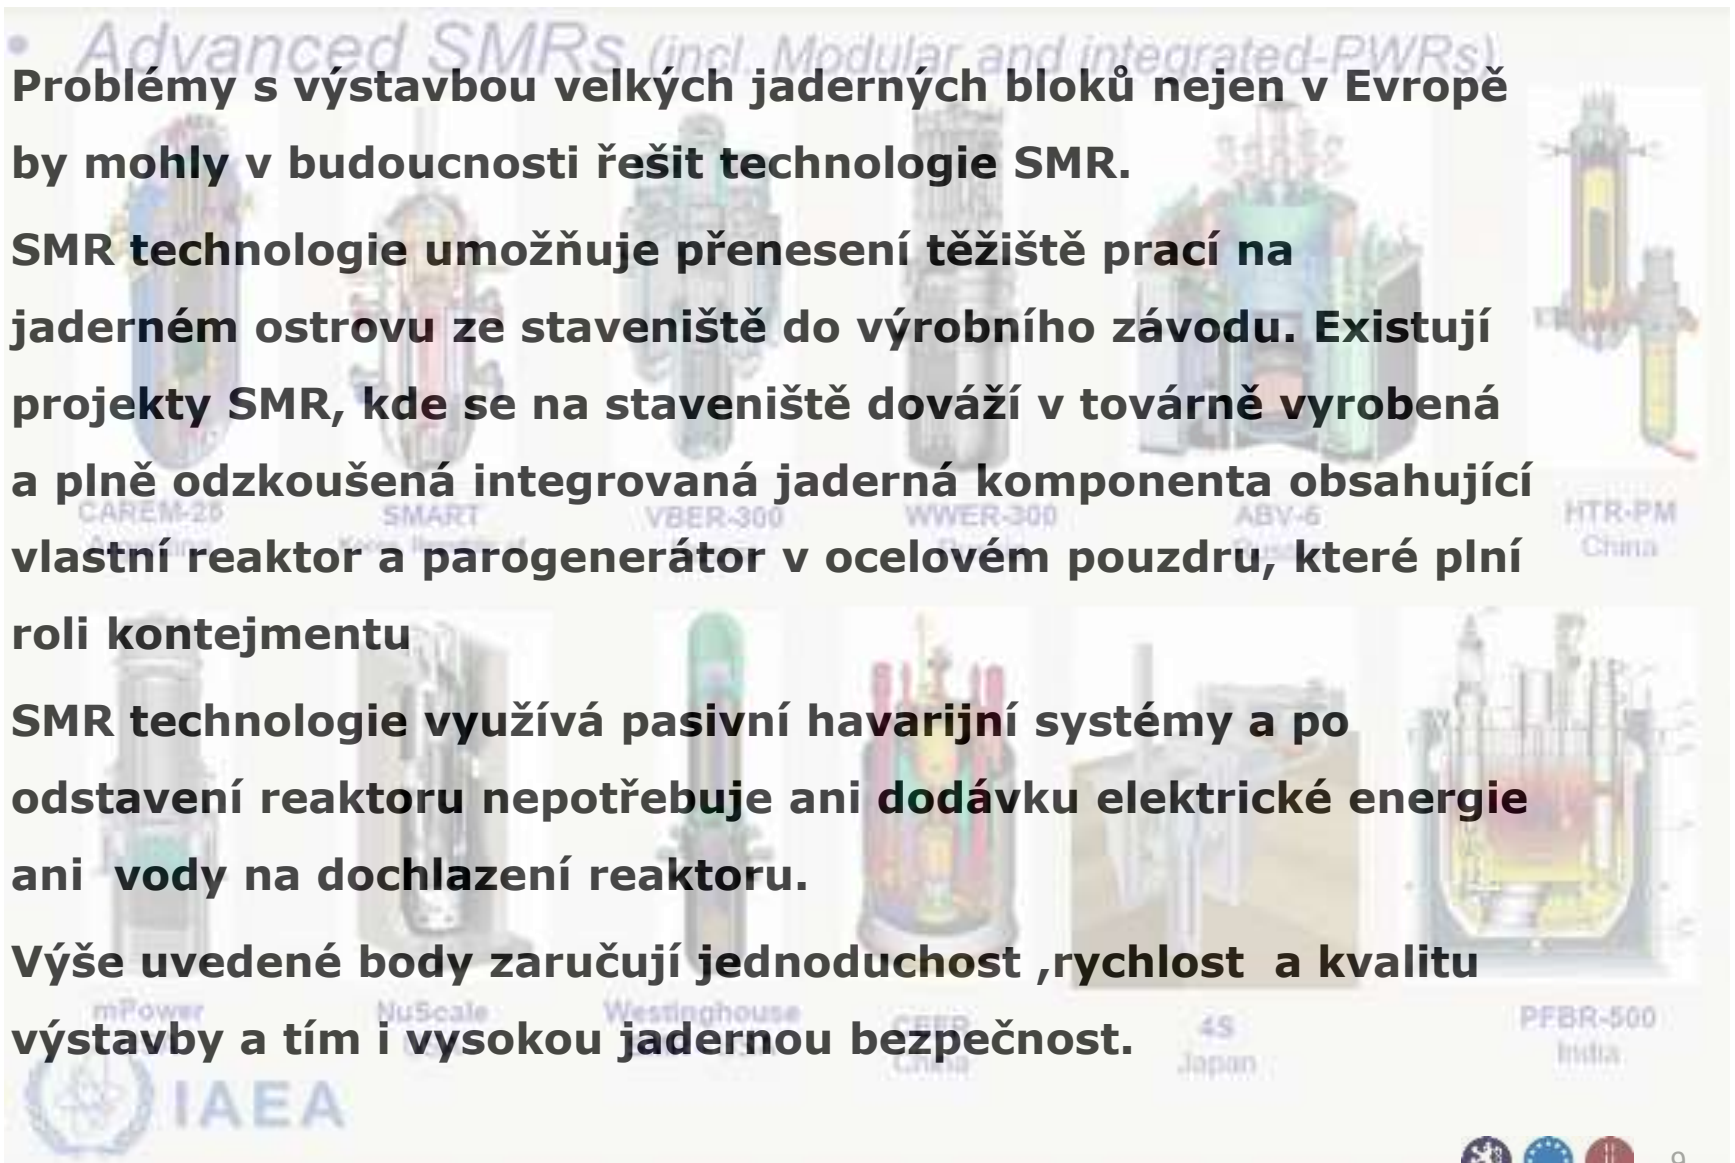 • Advanced SMRs (incl. Modular and integrated-PWRs)
Problémy s výstavbou velkých jaderných bloků nejen v Evropě
by mohly v budoucnosti řešit technologie SMR.
SMR technologie umožňuje přenesení těžiště prací na
jaderném ostrovu ze staveniště do výrobního závodu. Existují
projekty SMR, kde se na staveniště dováží v továrně vyrobená
a plně odzkoušená integrovaná jaderná komponenta obsahující
CAREM-25 SMART VBER-300 WWER-300 ABV-6 HTR-PM
vlastní reaktor a parogenerátor v ocelovém pouzdru, které plní
China
roli kontejmentu
SMR technologie využívá pasivní havarijní systémy a po
odstavení reaktoru nepotřebuje ani dodávku elektrické energie
ani  vody na dochlazení reaktoru.
Výše uvedené body zaručují jednoduchost ,rychlost  a kvalitu
mPower NuScale Westinghouse 4S PFBR-500
výstavby a tím i vysokou jadernou bezpečnost.
China Japan India
IAEA
9